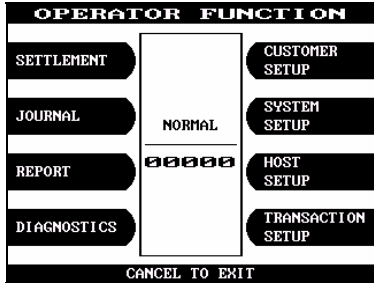 OPERATOR FUNCTION
SETTLEMENT
CUSTOMER
SETUP
JOURNAL
NORMAL
SYSTEM
SETUP
REPORT
00000
HOST
SETUP
DIAGNOSTICS
TRANSACTION
SETUP
CANCEL TO EXIT